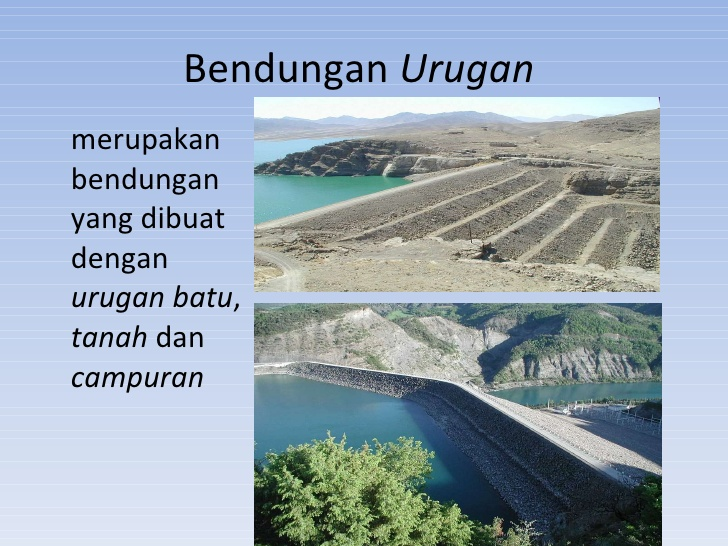 Bendungan Urugan
merupakan
bendungan
yang dibuat
dengan
urugan batu,
tanah dan
campuran